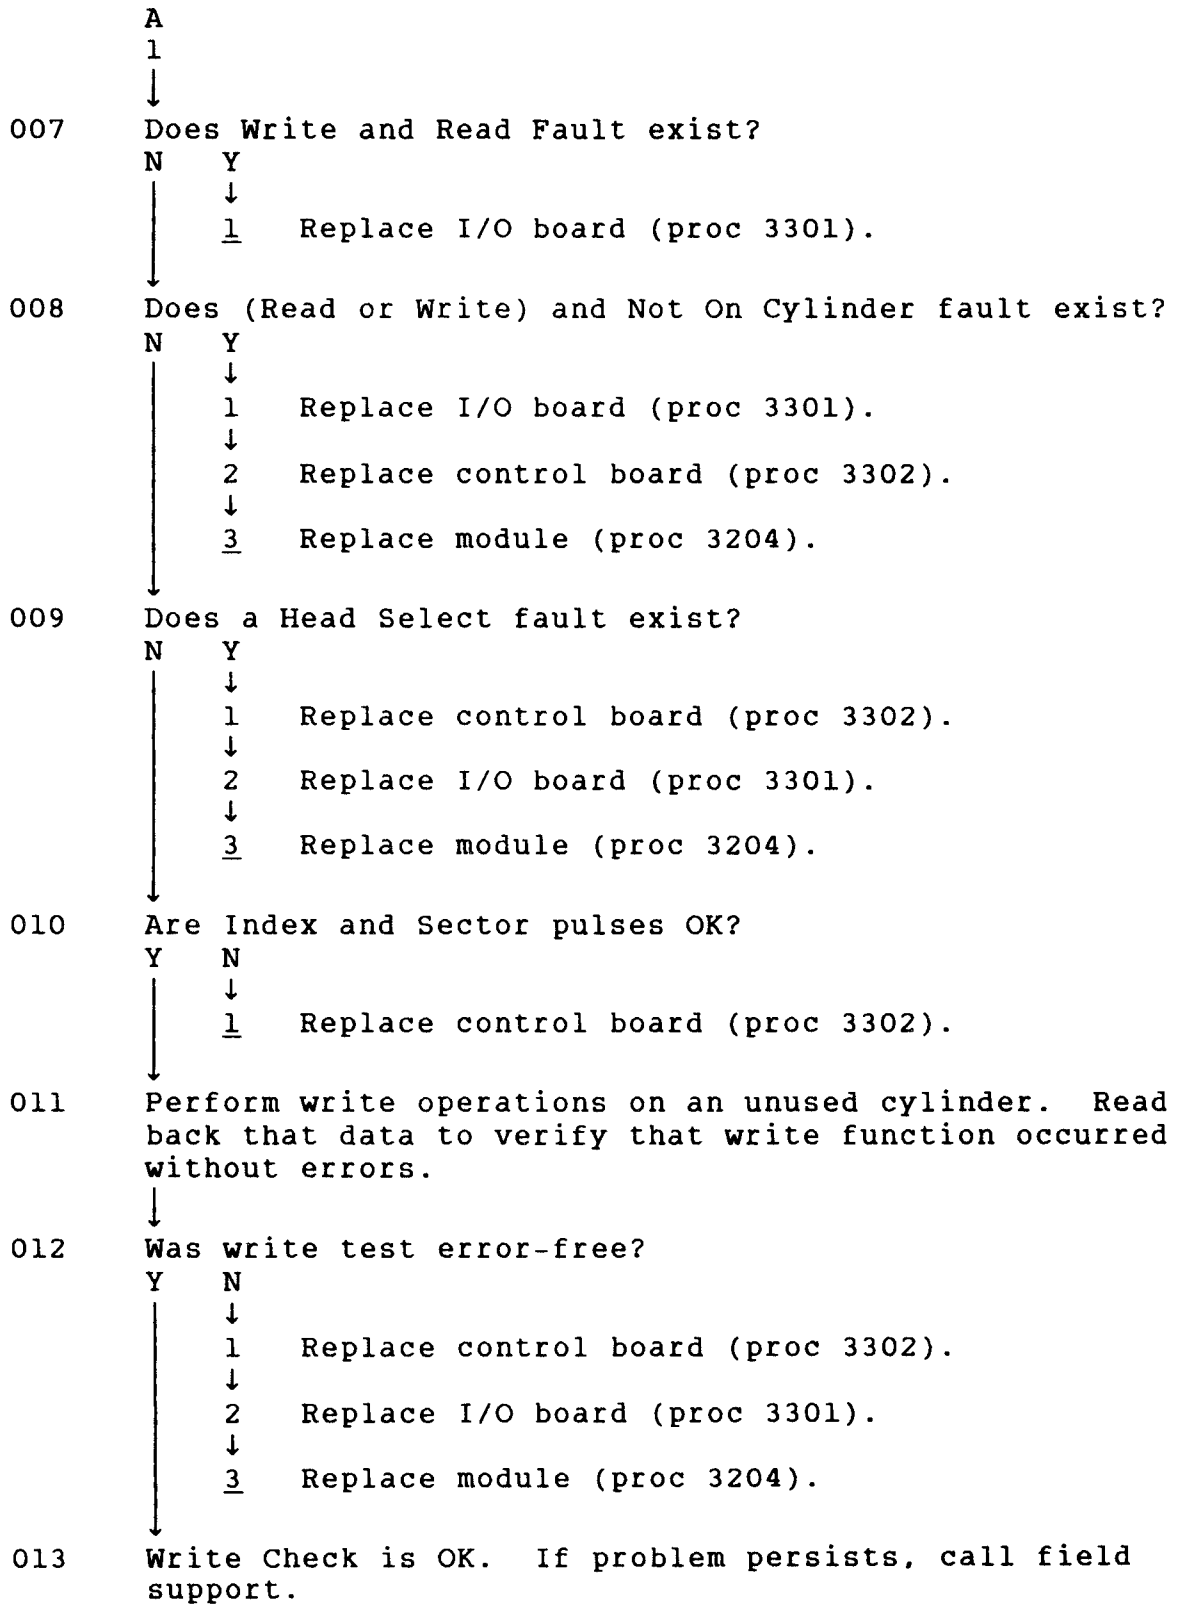 A
1
↓
007 Does Write and Read Fault exist?
N Y
↓
1 Replace I/O board (proc 3301).
008 Does (Read or Write) and Not On Cylinder fault exist?
N Y
↓
1 Replace I/O board (proc 3301).
↓
2 Replace control board (proc 3302).
↓
3 Replace module (proc 3204).
009 Does a Head Select fault exist?
N Y
↓
1 Replace control board (proc 3302).
↓
2 Replace I/O board (proc 3301).
↓
3 Replace module (proc 3204).
010 Are Index and Sector pulses OK?
Y N
↓
1 Replace control board (proc 3302).
011 Perform write operations on an unused cylinder. Read
back that data to verify that write function occurred
without errors.
↓
012 Was write test error-free?
Y N
↓
1 Replace control board (proc 3302).
↓
2 Replace I/O board (proc 3301).
↓
3 Replace module (proc 3204).
013 Write Check is OK. If problem persists, call field
support.